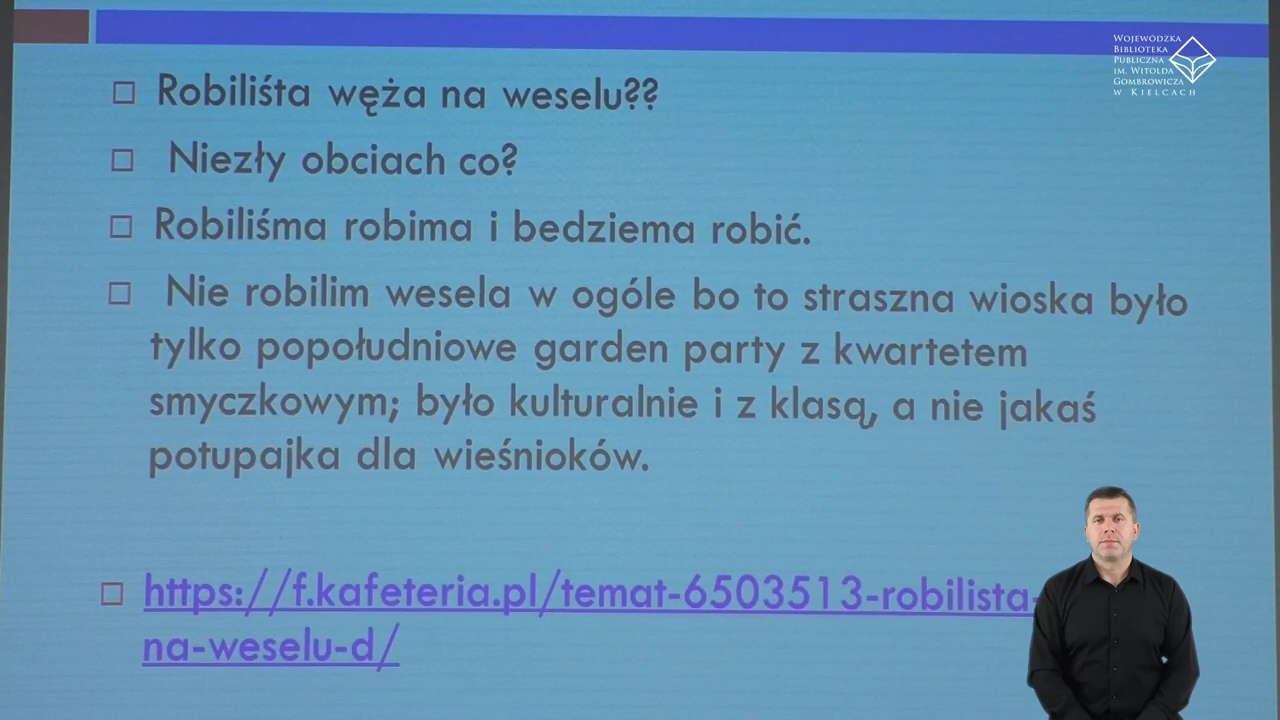 WOJEWÓDZKA
BIBLIOTEKA
PUBLICZNA
IM. WITOLDA
GOMBROWICZA
W KIELCACH
Robiliśta węża na weselu??
Niezły obciach co?
Robiliśma robima i bedziema robić.
Nie robilim wesela w ogóle bo to straszna wioska było
tylko popołudniowe garden party z kwartetem
smyczkowym; było kulturalnie i z klasą, a nie jakaś
potupajka dla wieśnioków.
https://f.kafeteria.pl/temat-6503513-robilista-
na-weselu-d/